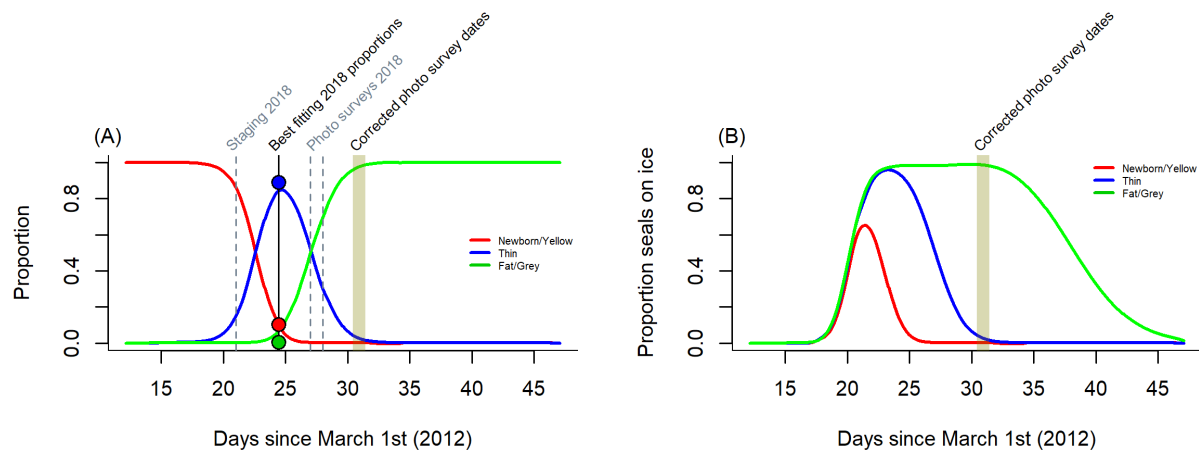 (A)
Staging 2018
Best fitting 2018 proportions
Photo surveys 2018
Corrected photo survey dates
Proportion
0.0
0.4
0.8
Newborn/Yellow
Thin
Fat/Grey
15 20 25 30 35 40 45
Days since March 1st (2012)
(B)
Corrected photo survey dates
Proportion seals on ice
0.0
0.4
0.8
Newborn/Yellow
Thin
Fat/Grey
15 20 25 30 35 40 45
Days since March 1st (2012)